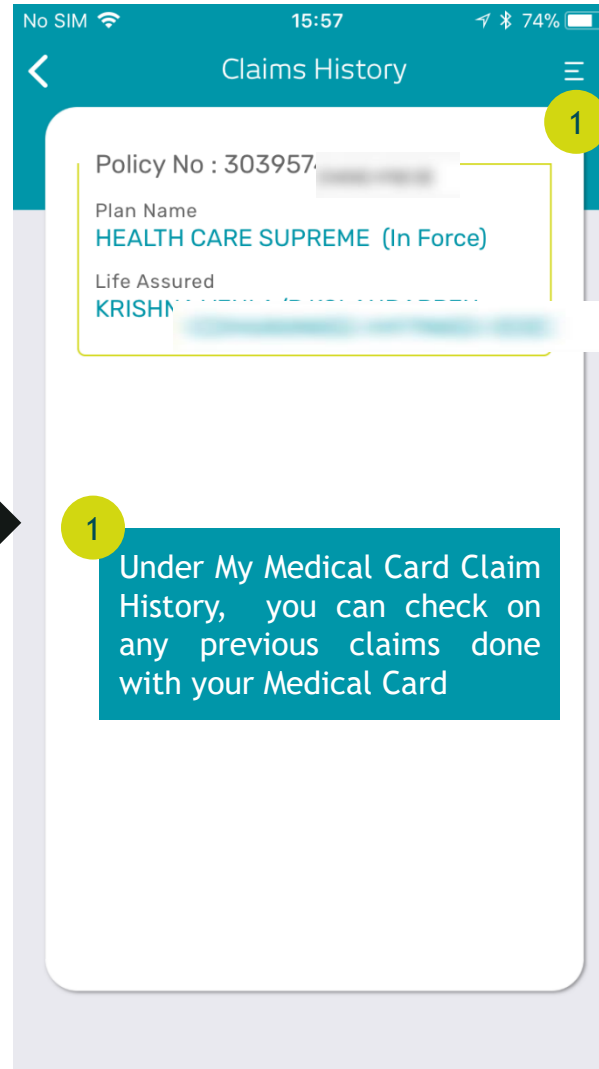 No SIM 15:57 74%
Claims History
1
Policy No : 303957
Plan Name
HEALTH CARE SUPREME (In Force)
Life Assured
1
Under My Medical Card Claim
History, you can check on
any previous claims done
with your Medical Card